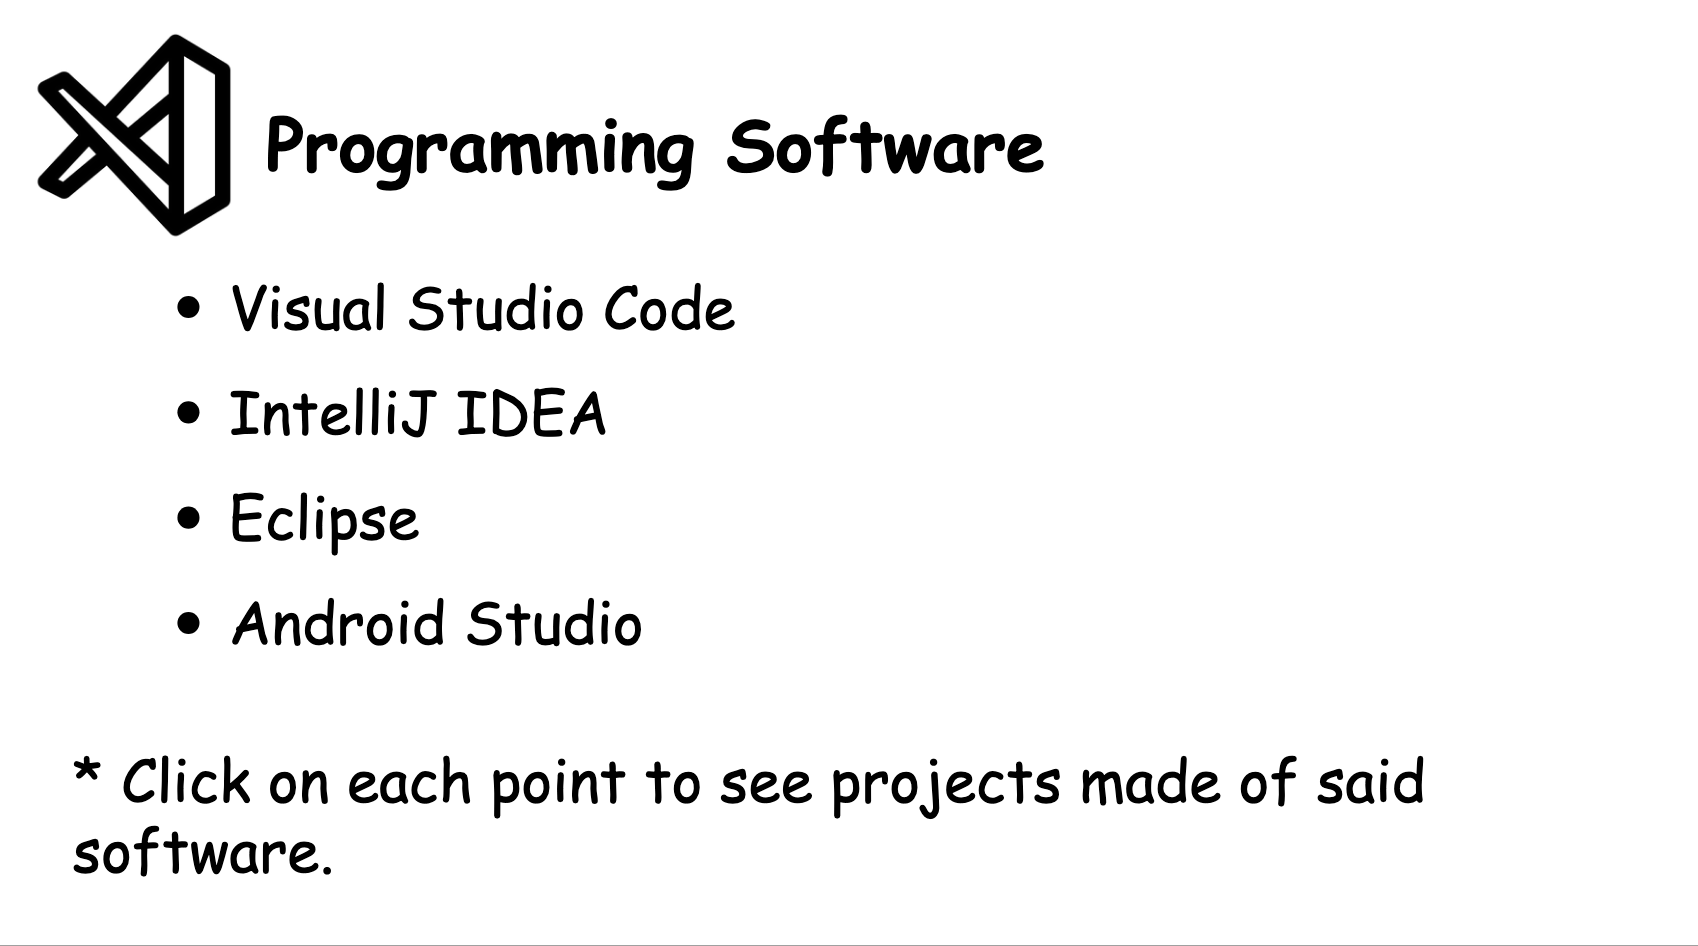 Programming Software
• Visual Studio Code
• IntelliJ IDEA
• Eclipse
• Android Studio
* Click on each point to see projects made of said
software.